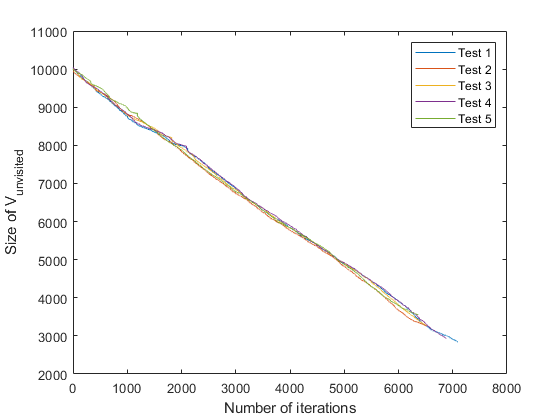 11000
10000
9000
8000
7000
6000
5000
4000
3000
2000
Size of V_unvisited
Test 1
Test 2
Test 3
Test 4
Test 5
0 1000 2000 3000 4000 5000 6000 7000 8000
Number of iterations